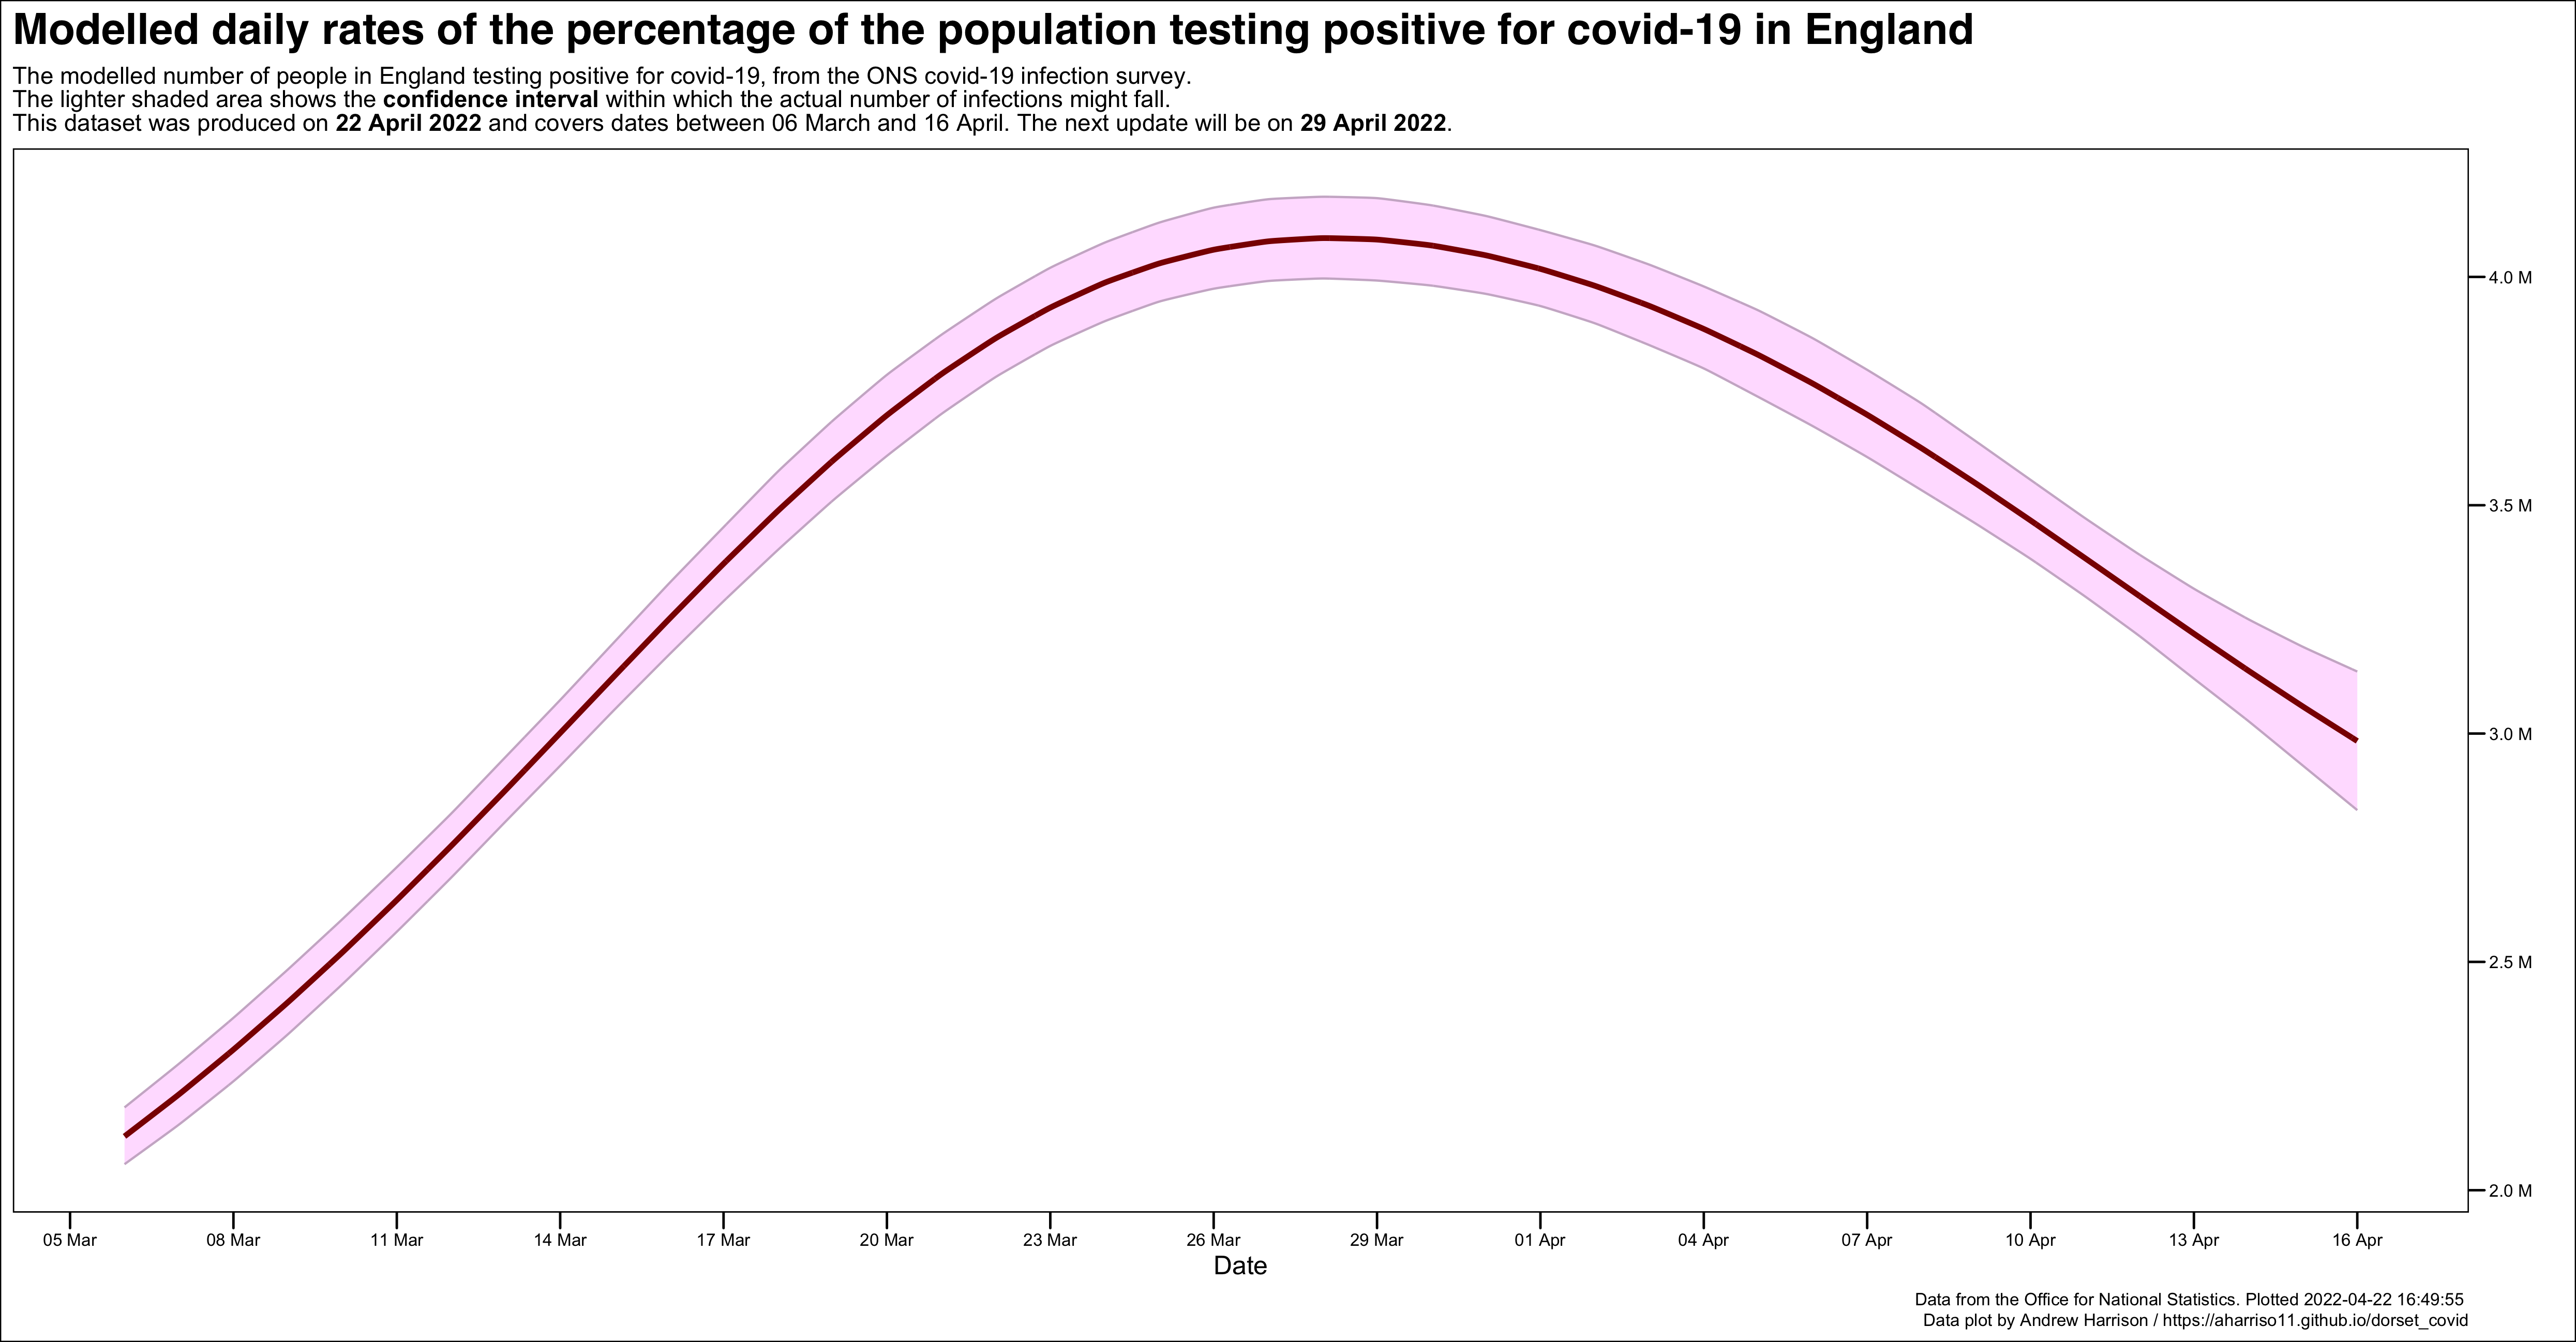 Modelled daily rates of the percentage of the population testing positive for covid-19 in England
The modelled number of people in England testing positive for covid-19, from the ONS covid-19 infection survey.
The lighter shaded area shows the confidence interval within which the actual number of infections might fall.
This dataset was produced on 22 April 2022 and covers dates between 06 March and 16 April. The next update will be on 29 April 2022.
4.0 M
3.5 M
3.0 M
2.5 M
2.0 M
05 Mar 08 Mar 11 Mar 14 Mar 17 Mar 20 Mar 23 Mar 26 Mar 29 Mar 01 Apr 04 Apr 07 Apr 10 Apr 13 Apr 16 Apr
Date
Data from the Office for National Statistics. Plotted 2022-04-22 16:49:55
Data plot by Andrew Harrison / https://aharriso11.github.io/dorset_covid